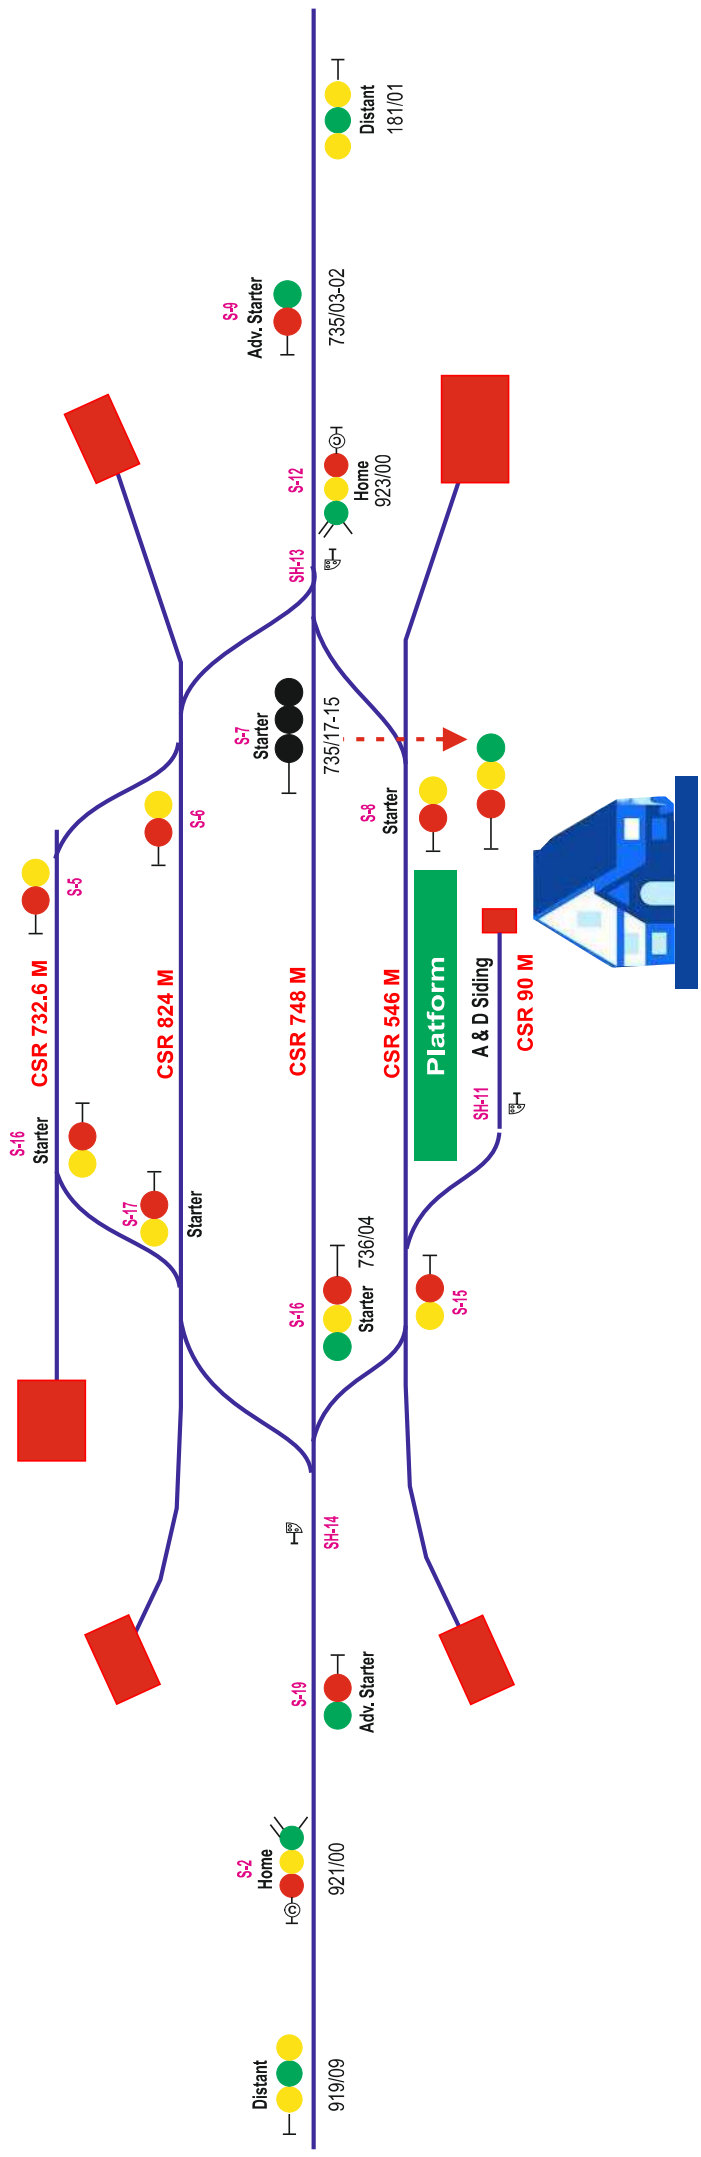 Distant
181/01
S-9
Adv. Starter
735/03-02
S-12
C
Home
923/00
SH-13
S-7
Starter
735/17-15
S-6
S-8
Starter
S-5
CSR 732.6 M
CSR 824 M
CSR 748 M
CSR 546 M
Platform
A & D Siding
CSR 90 M
SH-11
S-16
Starter
S-17
Starter
S-16
Starter
736/04
S-15
SH-14
S-19
Adv. Starter
S-2
Home
C
921/00
Distant
919/09